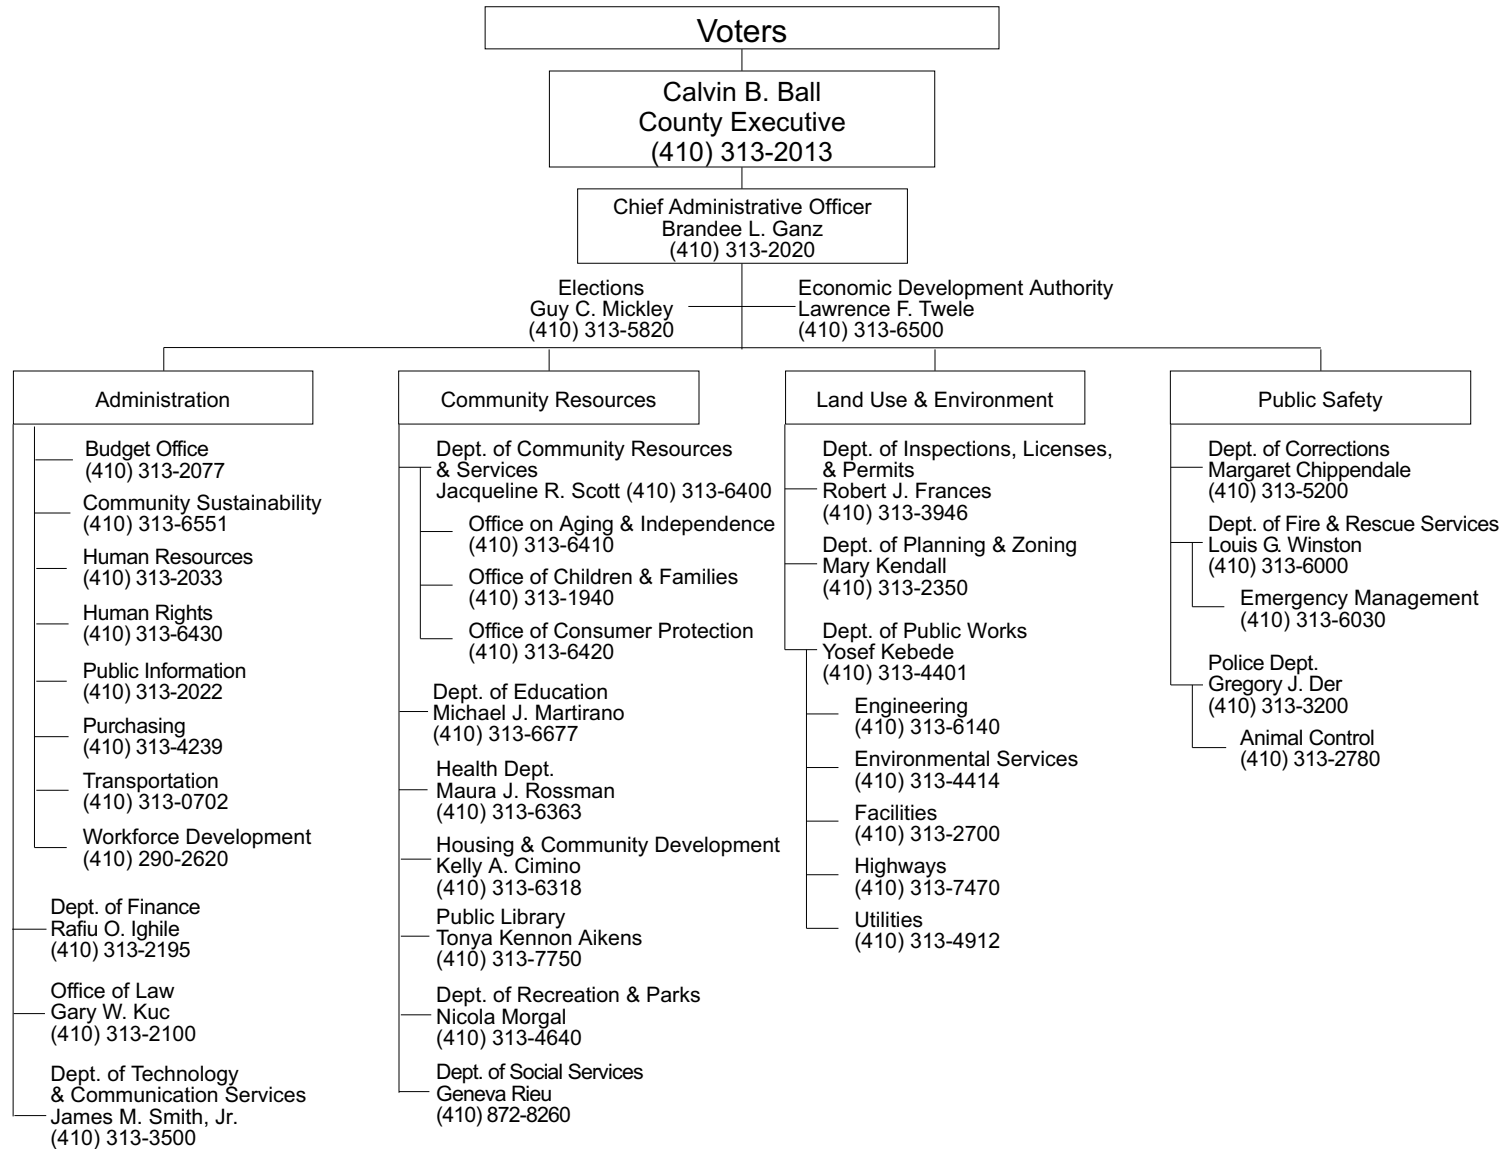 Voters
Calvin B. Ball
County Executive
(410) 313-2013
Chief Administrative Officer
Brandee L. Ganz
(410) 313-2020
Elections
Guy C. Mickley
(410) 313-5820
Economic Development Authority
Lawrence F. Twele
(410) 313-6500
Administration
Budget Office
(410) 313-2077
Community Sustainability
(410) 313-6551
Human Resources
(410) 313-2033
Human Rights
(410) 313-6430
Public Information
(410) 313-2022
Purchasing
(410) 313-4239
Transportation
(410) 313-0702
Workforce Development
(410) 290-2620
Dept. of Finance
Rafiu O. Ighile
(410) 313-2195
Office of Law
Gary W. Kuc
(410) 313-2100
Dept. of Technology
& Communication Services
James M. Smith, Jr.
(410) 313-3500
Community Resources
Dept. of Community Resources
& Services
Jacqueline R. Scott (410) 313-6400
Office on Aging & Independence
(410) 313-6410
Office of Children & Families
(410) 313-1940
Office of Consumer Protection
(410) 313-6420
Dept. of Education
Michael J. Martirano
(410) 313-6677
Health Dept.
Maura J. Rossman
(410) 313-6363
Housing & Community Development
Kelly A. Cimino
(410) 313-6318
Public Library
Tonya Kennon Aikens
(410) 313-7750
Dept. of Recreation & Parks
Nicola Morgal
(410) 313-4640
Dept. of Social Services
Geneva Rieu
(410) 872-8260
Land Use & Environment
Dept. of Inspections, Licenses,
& Permits
Robert J. Frances
(410) 313-3946
Dept. of Planning & Zoning
Mary Kendall
(410) 313-2350
Dept. of Public Works
Yosef Kebede
(410) 313-4401
Engineering
(410) 313-6140
Environmental Services
(410) 313-4414
Facilities
(410) 313-2700
Highways
(410) 313-7470
Utilities
(410) 313-4912
Public Safety
Dept. of Corrections
Margaret Chippendale
(410) 313-5200
Dept. of Fire & Rescue Services
Louis G. Winston
(410) 313-6000
Emergency Management
(410) 313-6030
Police Dept.
Gregory J. Der
(410) 313-3200
Animal Control
(410) 313-2780